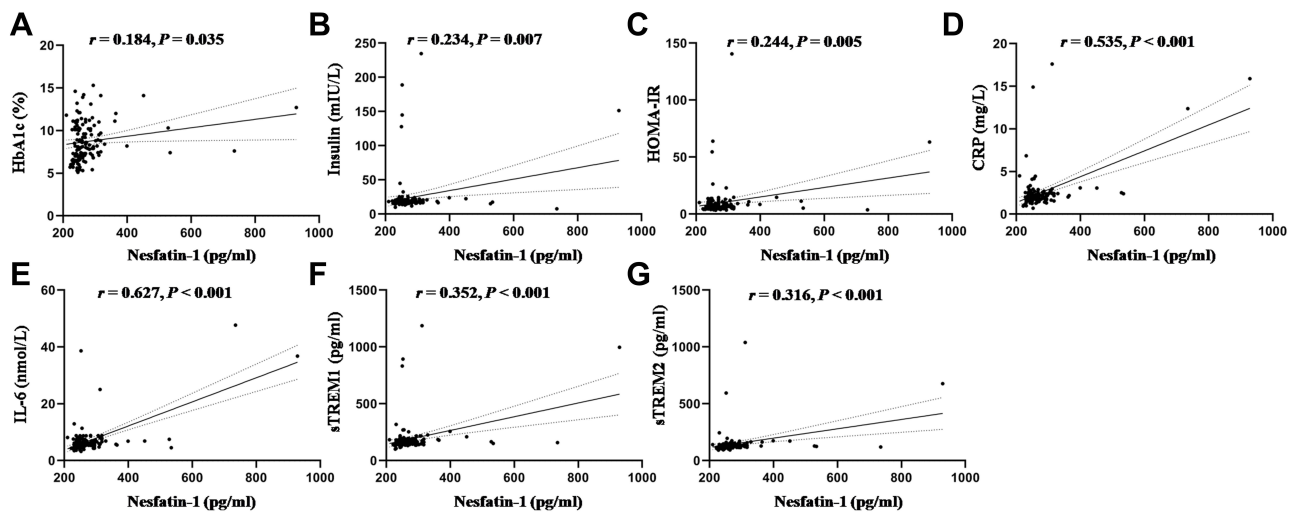 A
r = 0.184, P = 0.035
HbA1c (%)
20
15
10
5
0
200 400 600 800 1000
Nesfatin-1 (pg/ml)
B
r = 0.234, P = 0.007
Insulin (mIU/L)
250
200
150
100
50
0
200 400 600 800 1000
Nesfatin-1 (pg/ml)
C
r = 0.244, P = 0.005
HOMA-IR
150
100
50
0
200 400 600 800 1000
Nesfatin-1 (pg/ml)
D
r = 0.535, P < 0.001
CRP (mg/L)
20
15
10
5
0
200 400 600 800 1000
Nesfatin-1 (pg/ml)
E
r = 0.627, P < 0.001
IL-6 (nmol/L)
60
40
20
0
200 400 600 800 1000
Nesfatin-1 (pg/ml)
F
r = 0.352, P < 0.001
sTREM1 (pg/ml)
1500
1000
500
0
200 400 600 800 1000
Nesfatin-1 (pg/ml)
G
r = 0.316, P < 0.001
sTREM2 (pg/ml)
1500
1000
500
0
200 400 600 800 1000
Nesfatin-1 (pg/ml)